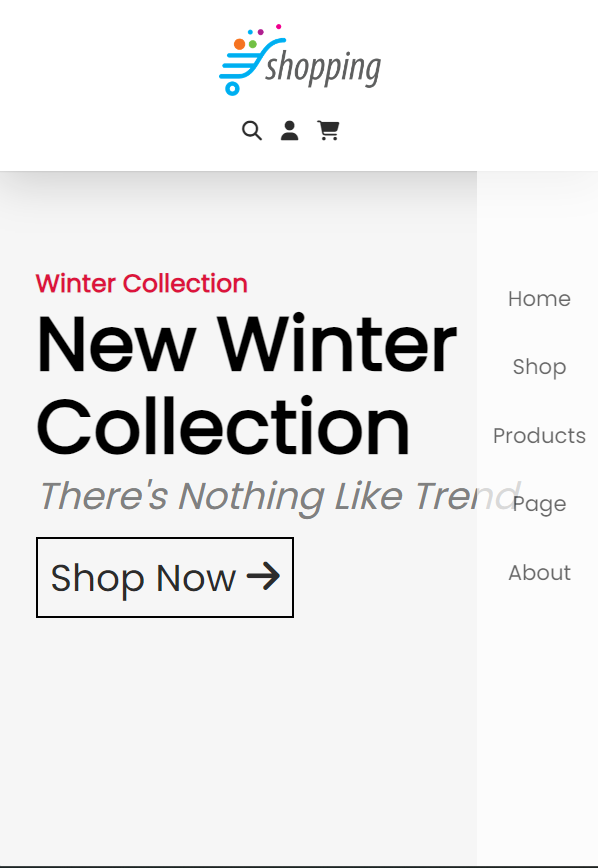 shopping
Winter Collection
New Winter
Collection
There's Nothing Like Trend
Shop Now
Home
Shop
Products
Page
About